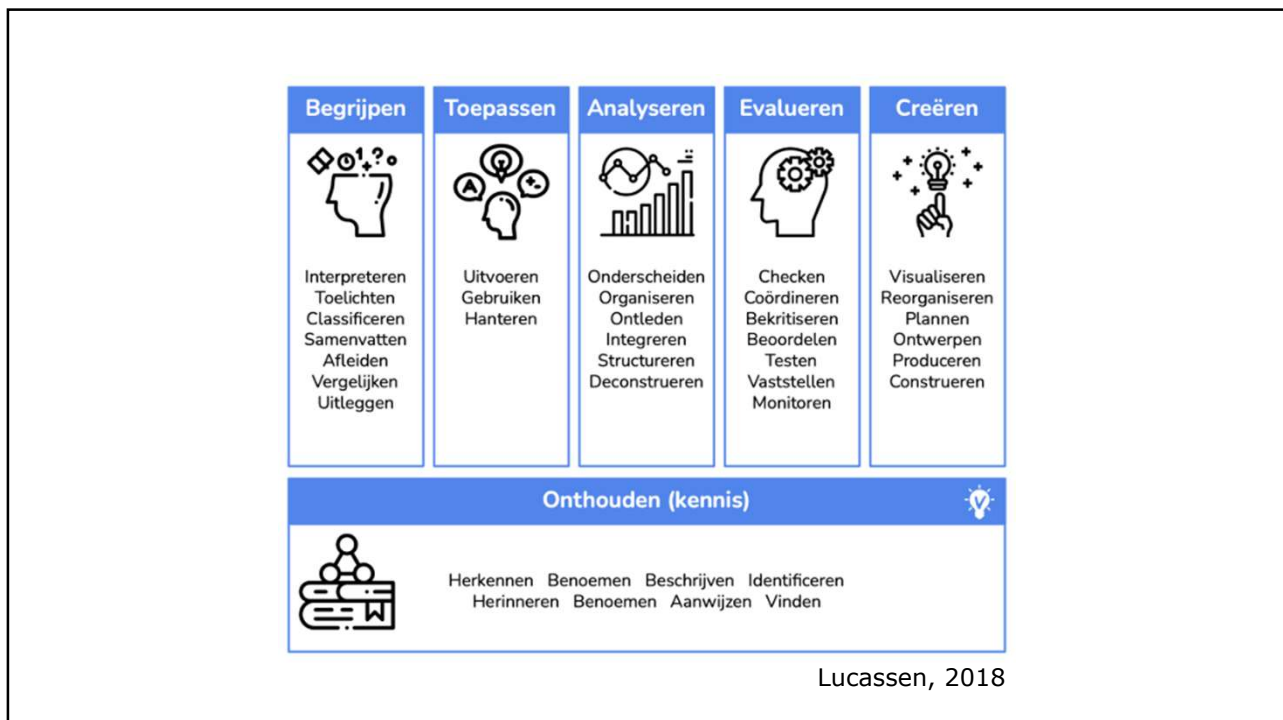 Begrijpen
Interpreteren
Toelichten
Classificeren
Samenvatten
Afleiden
Vergelijken
Uitleggen
Toepassen
A
+-
Uitvoeren
Gebruiken
Hanteren
Analyseren
Onderscheiden
Organiseren
Ontleden
Integreren
Structureren
Deconstrueren
Evalueren
Checken
Coördineren
Bekritiseren
Beoordelen
Testen
Vaststellen
Monitoren
Creëren
Visualiseren
Reorganiseren
Plannen
Ontwerpen
Produceren
Construeren
Onthouden (kennis)
Herkennen Benoemen Beschrijven Identificeren
Herinneren Benoemen Aanwijzen Vinden
Lucassen, 2018